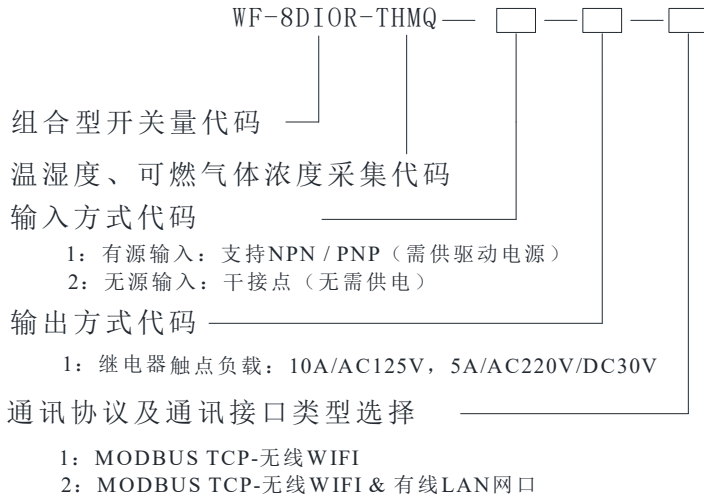 WF-8DIOR-THMQ
组合型开关量代码
温湿度、可燃气体浓度采集代码
输入方式代码
1：有源输入：支持NPN / PNP（需供驱动电源）
2：无源输入：干接点（无需供电）
输出方式代码
1：继电器触点负载：10A/AC125V，5A/AC220V/DC30V
通讯协议及通讯接口类型选择
1：MODBUS TCP-无线WIFI
2：MODBUS TCP-无线WIFI & 有线LAN网口